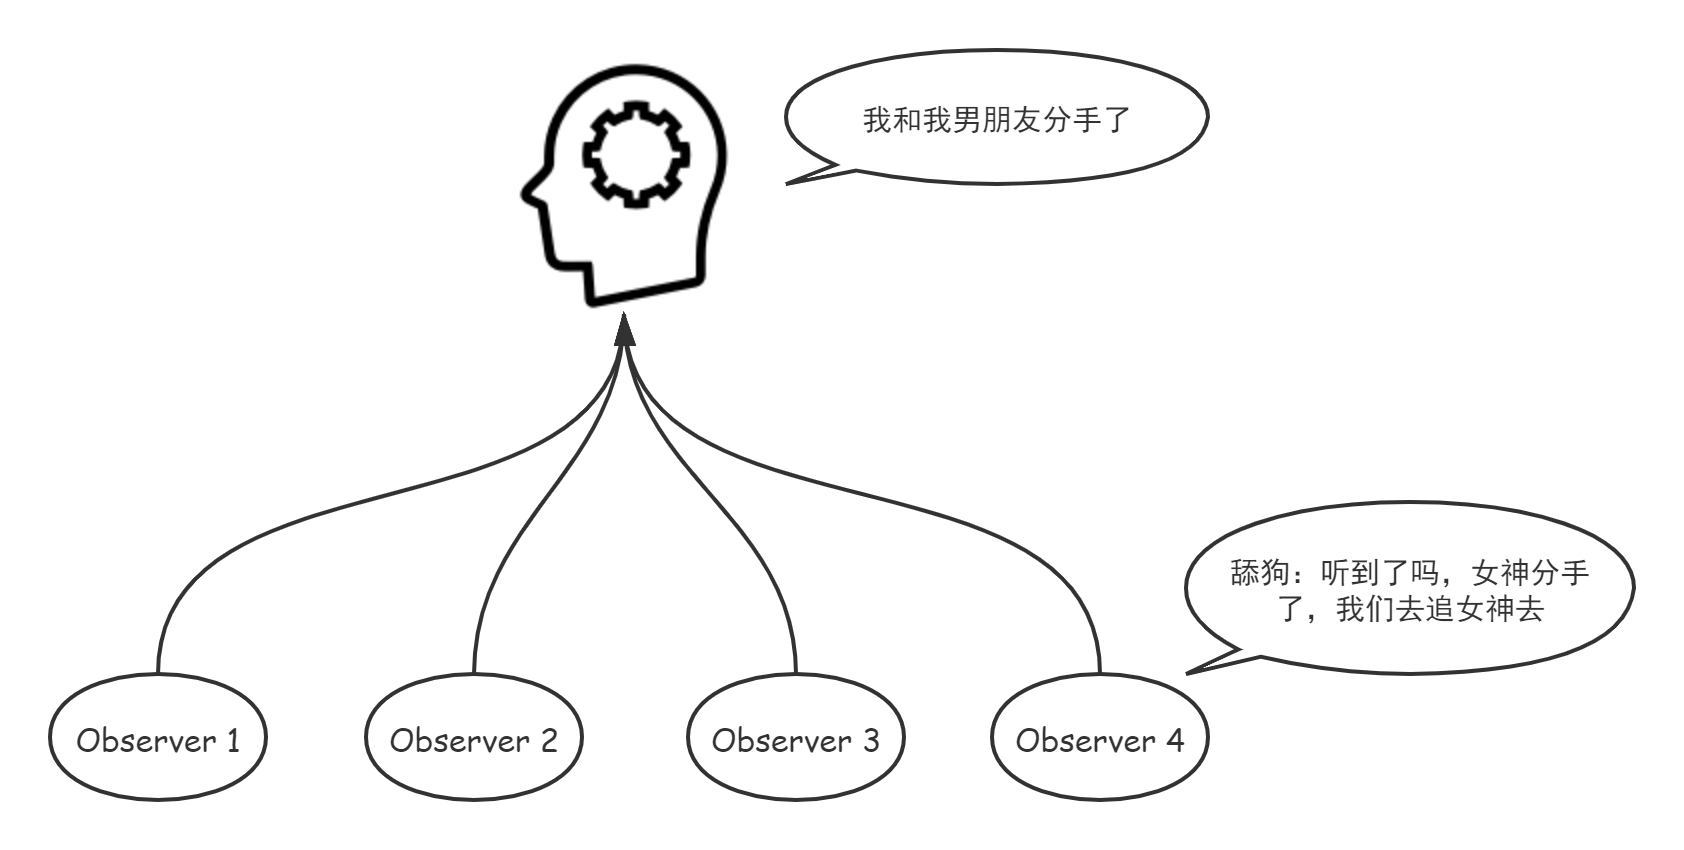 我和我男朋友分手了
舔狗：听到了吗，女神分手
了，我们去追女神去
Observer 1
Observer 2
Observer 3
Observer 4